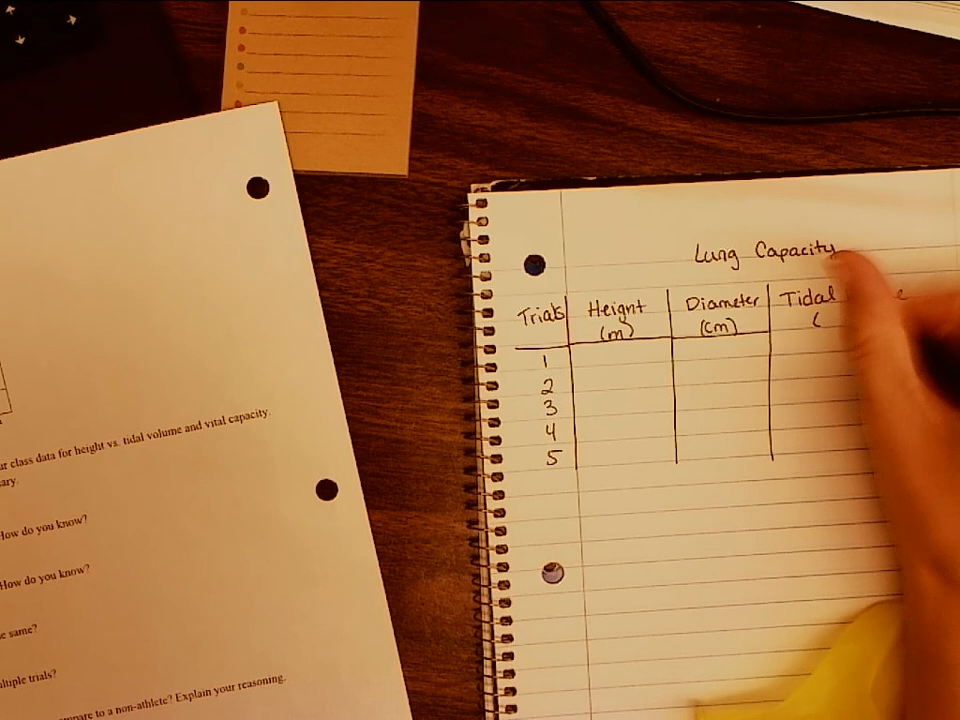 ur class data for height vs. tidal volume and vital capacity.
ary.
How do you know?
How do you know?
e same?
ultiple trials?
mpare to a non-athlete? Explain your reasoning.
Lung Capacity
Trials Height (m) Diameter (cm) Tidal
1
2
3
4
5